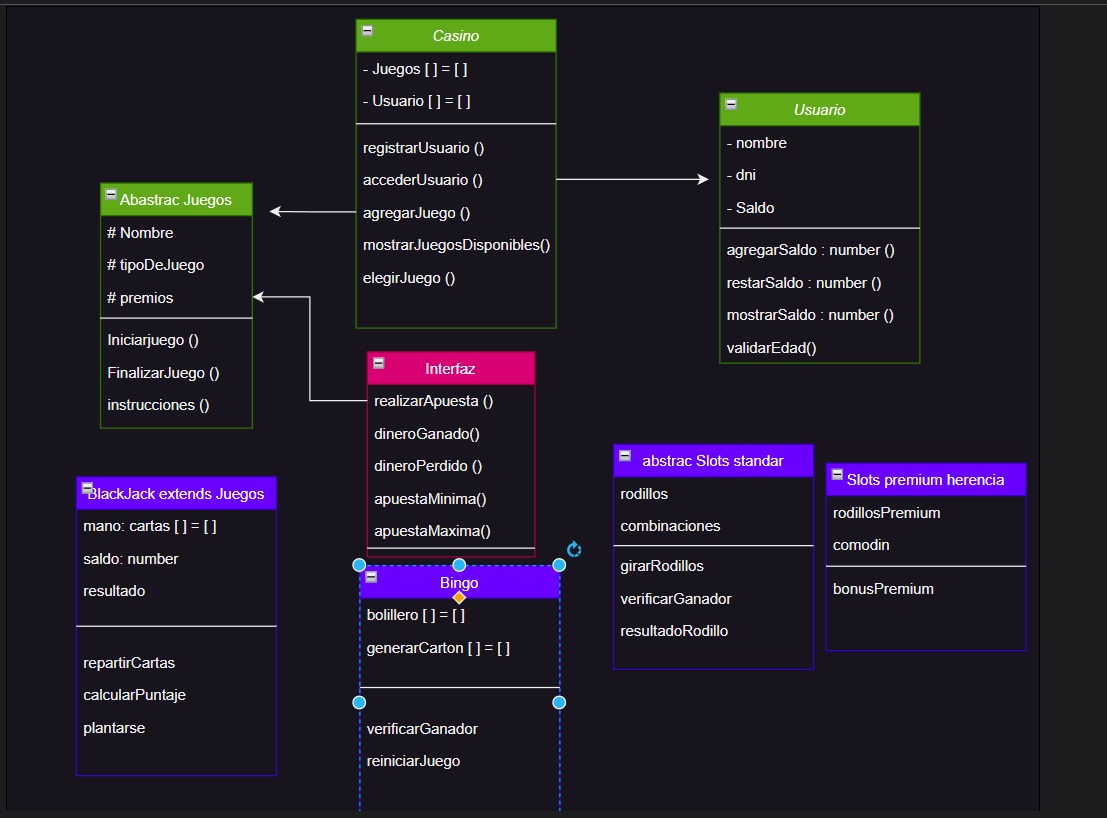 Casino
- Juegos [ ] = [ ]
- Usuario [ ] = [ ]
registrarUsuario ()
accederUsuario ()
agregarJuego ()
mostrarJuegosDisponibles()
elegirJuego ()
Usuario
- nombre
- dni
- Saldo
agregarSaldo : number ()
restarSaldo : number ()
mostrarSaldo : number ()
validarEdad()
Abastrac Juegos
# Nombre
# tipoDeJuego
# premios
Iniciarjuego ()
FinalizarJuego ()
instrucciones ()
Interfaz
realizarApuesta ()
dineroGanado()
dineroPerdido ()
apuestaMinima()
apuestaMaxima()
BlackJack extends Juegos
mano: cartas [ ] = [ ]
saldo: number
resultado
repartirCartas
calcularPuntaje
plantarse
Bingo
bolillero [ ] = [ ]
generarCarton [ ] = [ ]
verificarGanador
reiniciarJuego
abstrac Slots standar
rodillos
combinaciones
girarRodillos
verificarGanador
resultadoRodillo
Slots premium herencia
rodillosPremium
comodin
bonusPremium